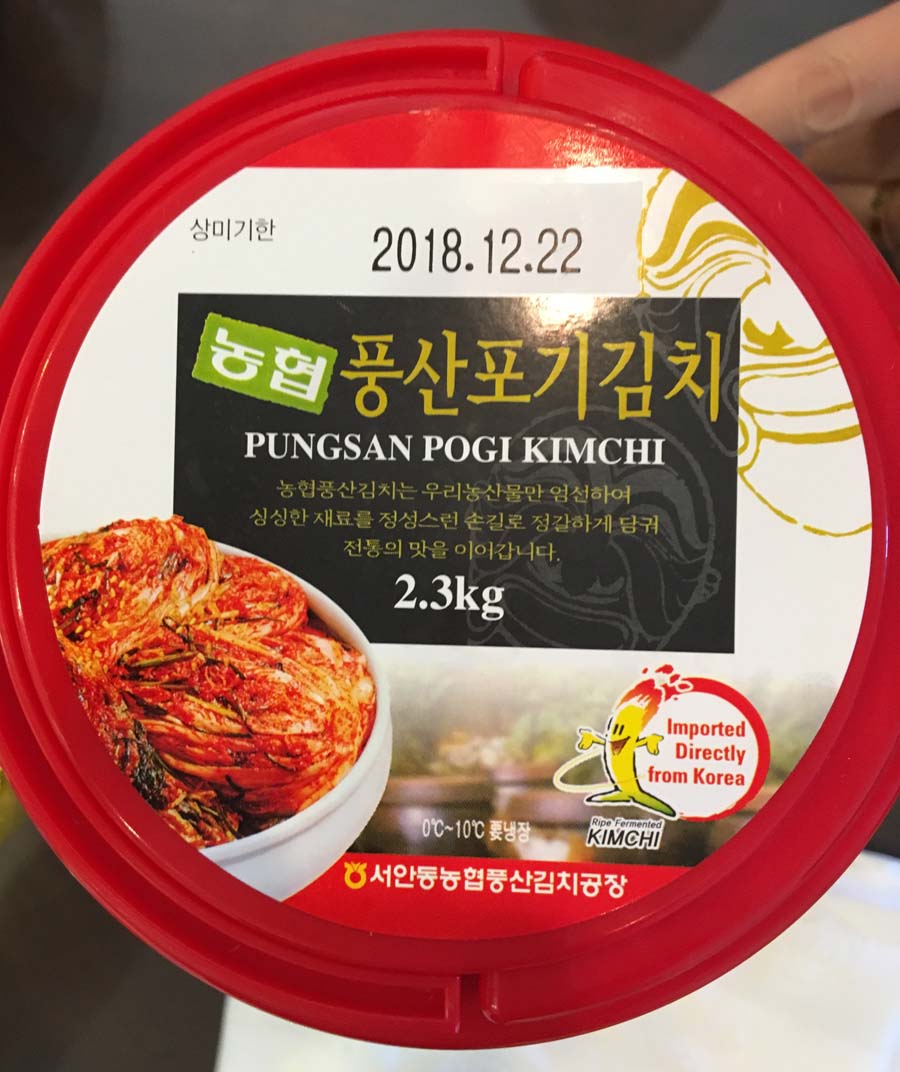 상미기한
2018.12.22
농협 풍산포기김치
PUNGSAN POGI KIMCHI
농협풍산김치는 우리농산물만 엄선하여
싱싱한 재료를 정성스런 손길로 정갈하게 담궈
전통의 맛을 이어갑니다.
2.3kg
Imported
Directly
from Korea
Ripe Fermented
KIMCHI
0℃~10℃ 要냉장
서안동농협풍산김치공장